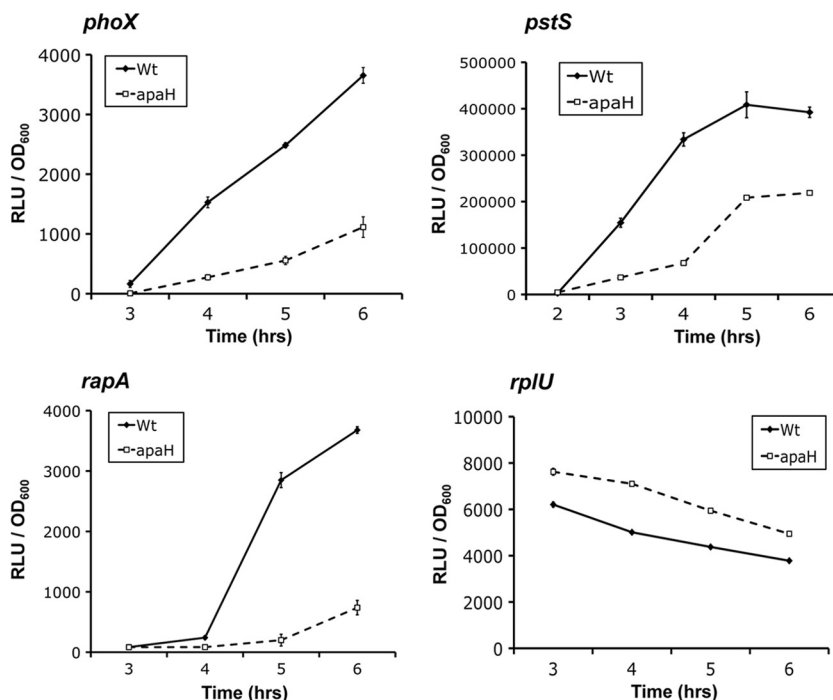 phoX
Wt
apaH
RLU / OD600
4000
3000
2000
1000
0
3 4 5 6
Time (hrs)
pstS
Wt
apaH
RLU / OD600
500000
400000
300000
200000
100000
0
2 3 4 5 6
Time (hrs)
rapA
Wt
apaH
RLU / OD600
4000
3000
2000
1000
0
3 4 5 6
Time (hrs)
rplU
Wt
apaH
RLU / OD600
10000
8000
6000
4000
2000
0
3 4 5 6
Time (hrs)